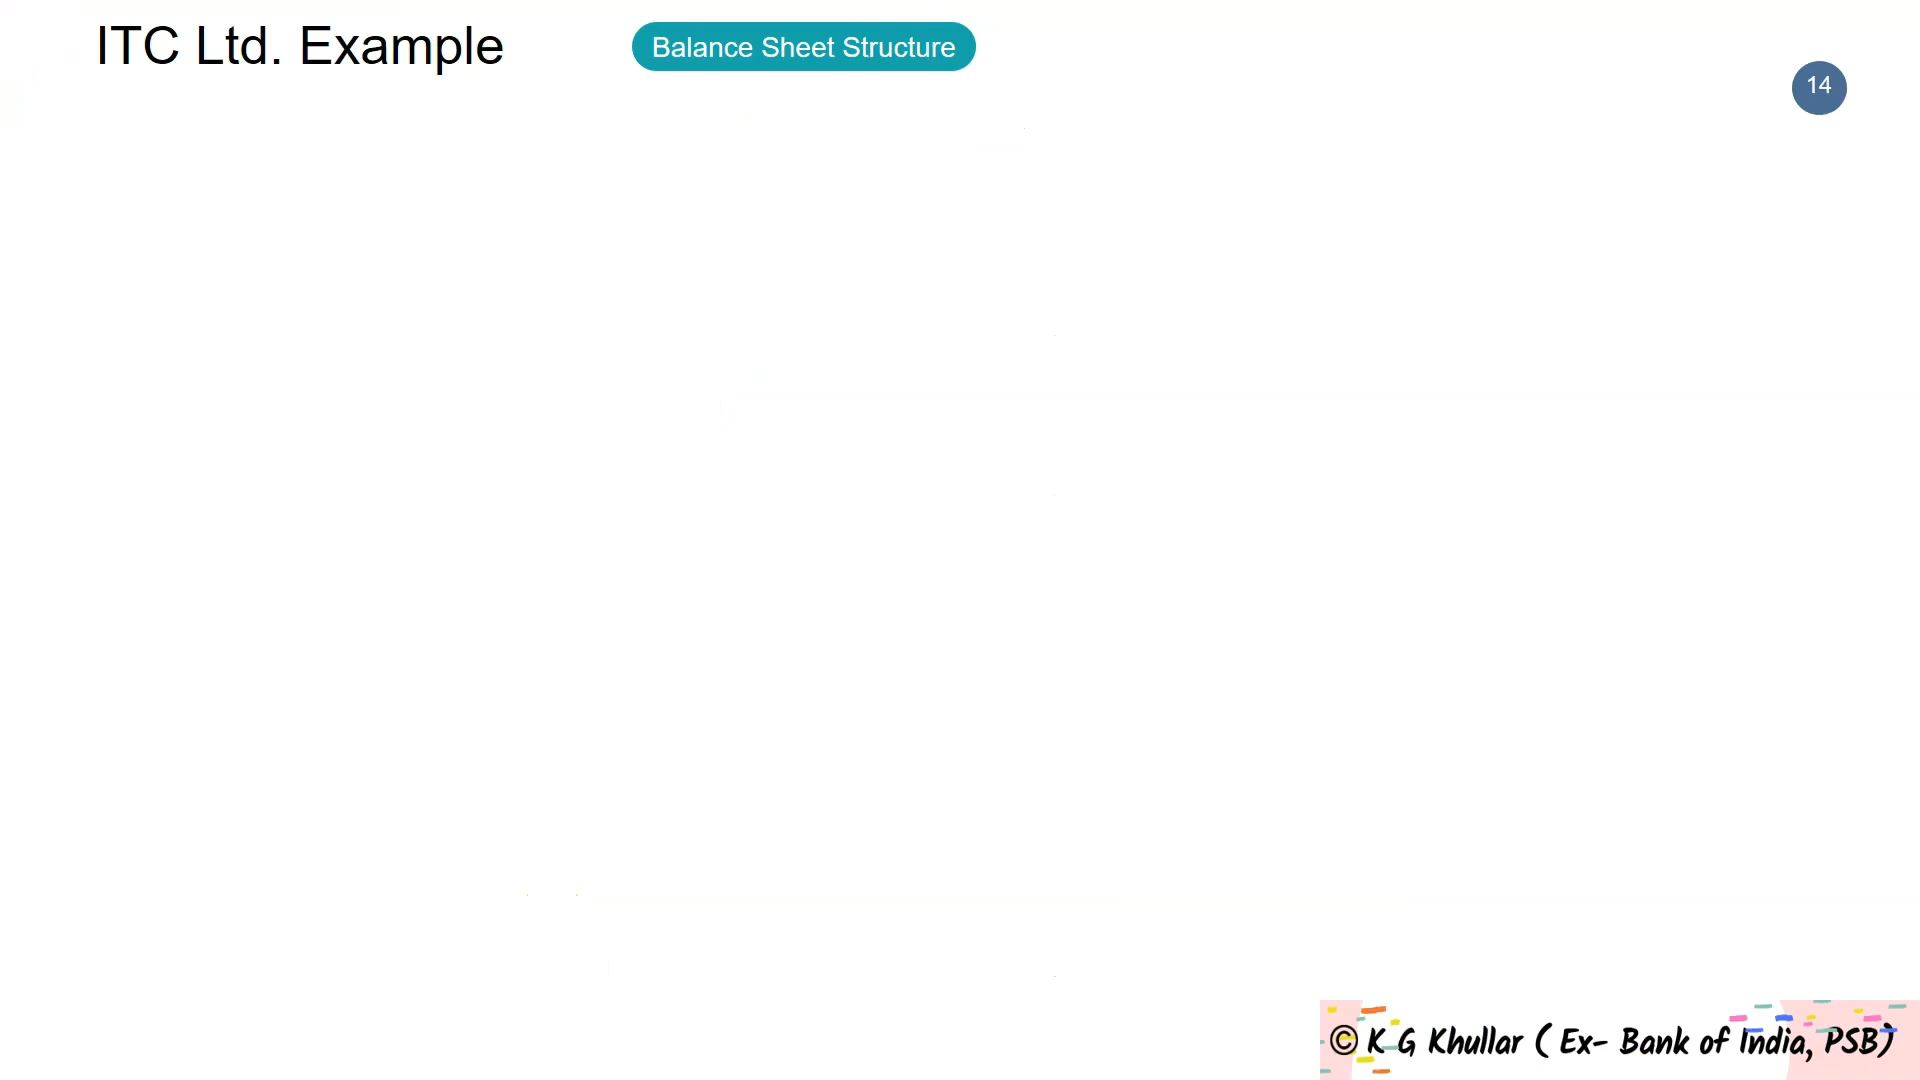 ITC Ltd. Example
Balance Sheet Structure
14
© K G Khullar ( Ex- Bank of India, PSB)